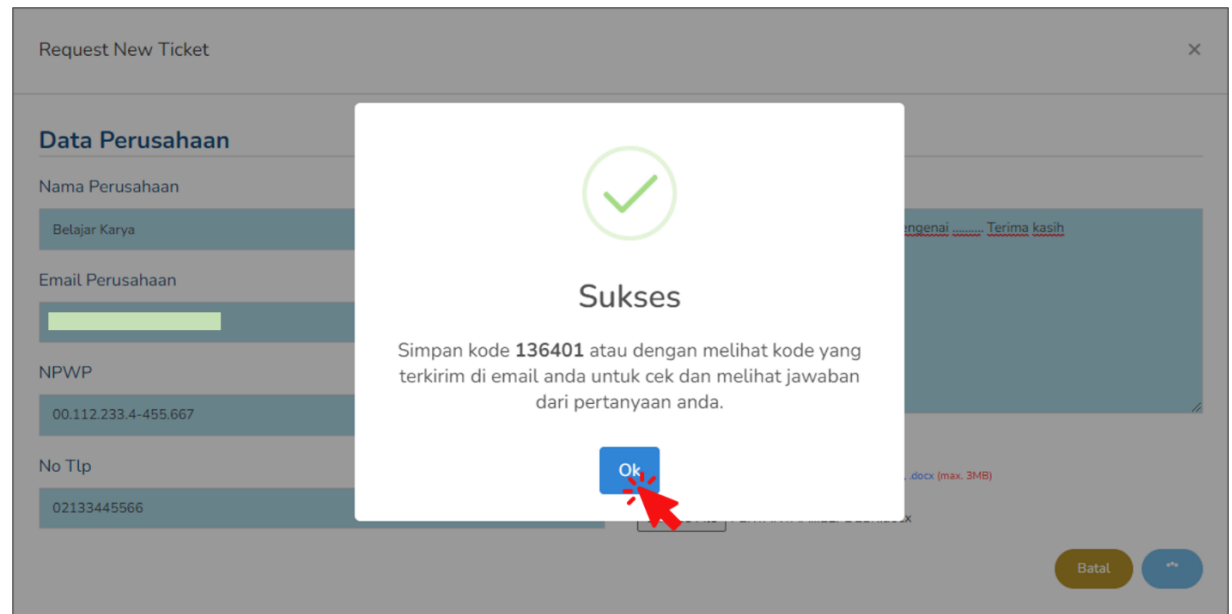 Request New Ticket
×
Data Perusahaan
Nama Perusahaan
Belajar Karya
Terima kasih
Email Perusahaan
NPWP
00.112.233.4-455.667
No Tlp
02133445566
Sukses
Simpan kode 136401 atau dengan melihat kode yang
terkirim di email anda untuk cek dan melihat jawaban
dari pertanyaan anda.
Ok
.docx (max. 3MB)
Batal